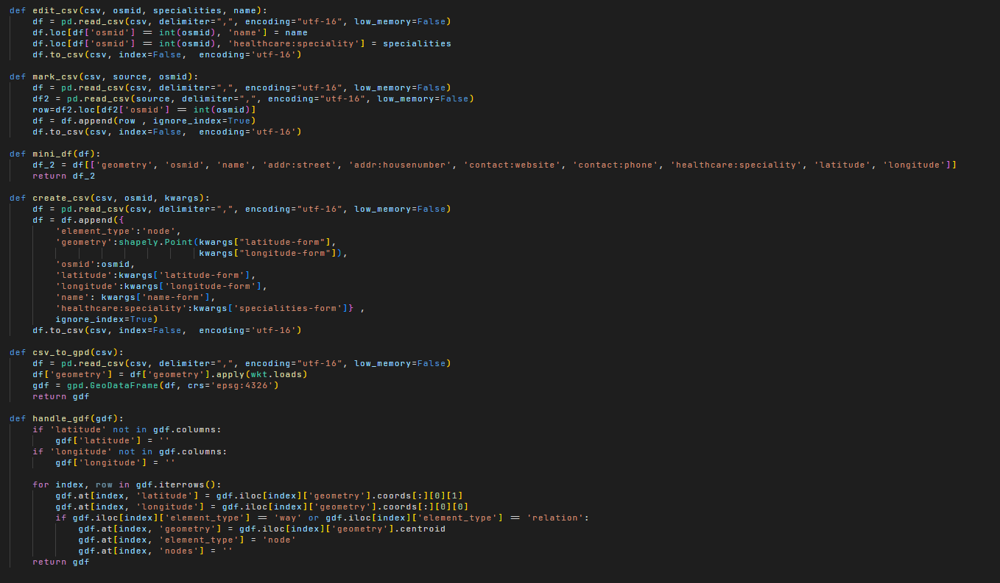 def edit_csv(csv, osmid, specialities, name):
    df = pd.read_csv(csv, delimiter=",", encoding="utf-16", low_memory=False)
    df.loc[df['osmid'] == int(osmid), 'name'] = name
    df.loc[df['osmid'] == int(osmid), 'healthcare:speciality'] = specialities
    df.to_csv(csv, index=False,  encoding='utf-16')

def mark_csv(csv, source, osmid):
    df = pd.read_csv(csv, delimiter=",", encoding="utf-16", low_memory=False)
    df2 = pd.read_csv(source, delimiter=",", encoding="utf-16", low_memory=False)
    row=df2.loc[df2['osmid'] == int(osmid)]
    df = df.append(row , ignore_index=True)
    df.to_csv(csv, index=False,  encoding='utf-16')

def mini_df(df):
    df_2 = df[['geometry', 'osmid', 'name', 'addr:street', 'addr:housenumber', 'contact:website', 'contact:phone', 'healthcare:speciality', 'latitude', 'longitude']]
    return df_2

def create_csv(csv, osmid, kwargs):
    df = pd.read_csv(csv, delimiter=",", encoding="utf-16", low_memory=False)
    df = df.append({
        'element_type':'node',
        'geometry':shapely.Point(kwargs["latitude-form"],
                                 kwargs["longitude-form"]),
        'osmid':osmid,
        'latitude':kwargs['latitude-form'],
        'longitude':kwargs['longitude-form'],
        'name': kwargs['name-form'],
        'healthcare:speciality':kwargs['specialities-form']} ,
        ignore_index=True)
    df.to_csv(csv, index=False,  encoding='utf-16')

def csv_to_gpd(csv):
    df = pd.read_csv(csv, delimiter=",", encoding="utf-16", low_memory=False)
    df['geometry'] = df['geometry'].apply(wkt.loads)
    gdf = gpd.GeoDataFrame(df, crs='epsg:4326')
    return gdf

def handle_gdf(gdf):
    if 'latitude' not in gdf.columns:
        gdf['latitude'] = ''
    if 'longitude' not in gdf.columns:
        gdf['longitude'] = ''

    for index, row in gdf.iterrows():
        gdf.at[index, 'latitude'] = gdf.iloc[index]['geometry'].coords[:][0][1]
        gdf.at[index, 'longitude'] = gdf.iloc[index]['geometry'].coords[:][0][0]
        if gdf.iloc[index]['element_type'] == 'way' or gdf.iloc[index]['element_type'] == 'relation':
            gdf.at[index, 'geometry'] = gdf.iloc[index]['geometry'].centroid
            gdf.at[index, 'element_type'] = 'node'
            gdf.at[index, 'nodes'] = ''
    return gdf